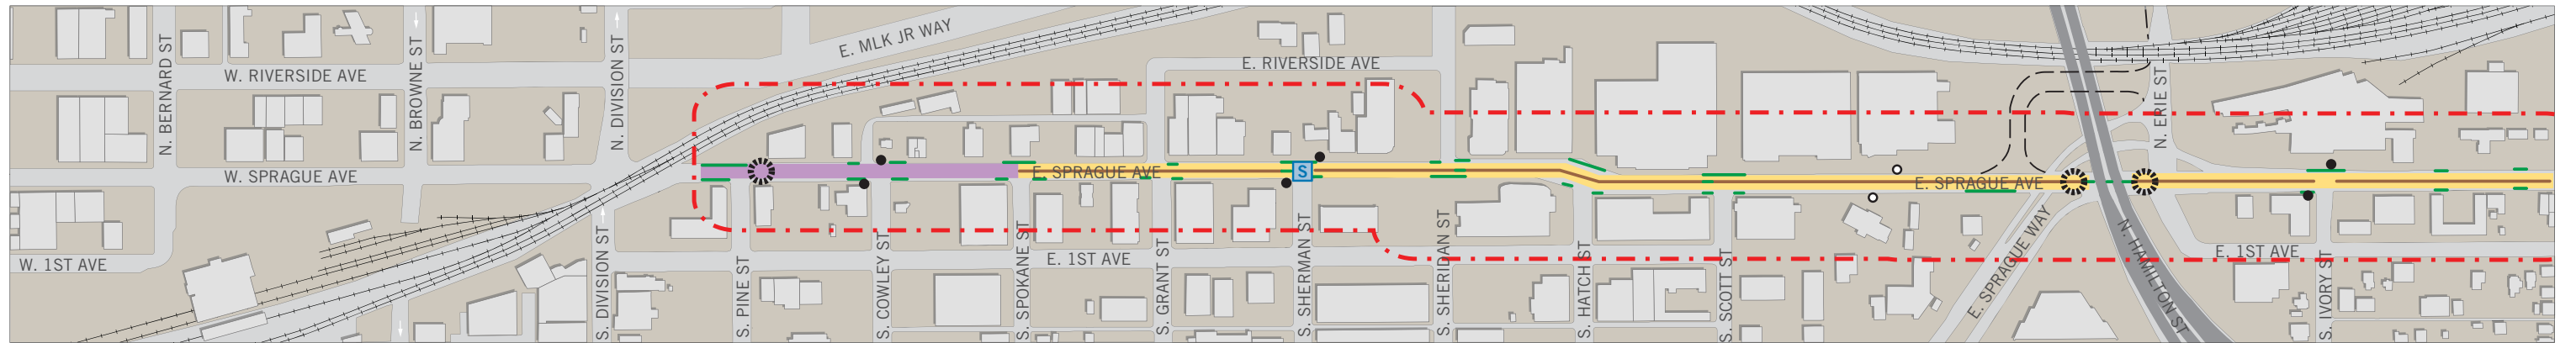 E. MLK JR WAY
W. RIVERSIDE AVE
E. RIVERSIDE AVE
N. BERNARD ST
N. BROWNE ST
N. DIVISION ST
N. ERIE ST
W. SPRAGUE AVE
E. SPRAGUE AVE
S
E. SPRAGUE AVE
W. 1ST AVE
E. 1ST AVE
E. 1ST AVE
S. DIVISION ST
S. PINE ST
S. COWLEY ST
S. SPOKANE ST
S. GRANT ST
S. SHERMAN ST
S. SHERIDAN ST
S. HATCH ST
S. SCOTT ST
E. SPRAGUE WAY
N. HAMILTON ST
S. IVORY ST